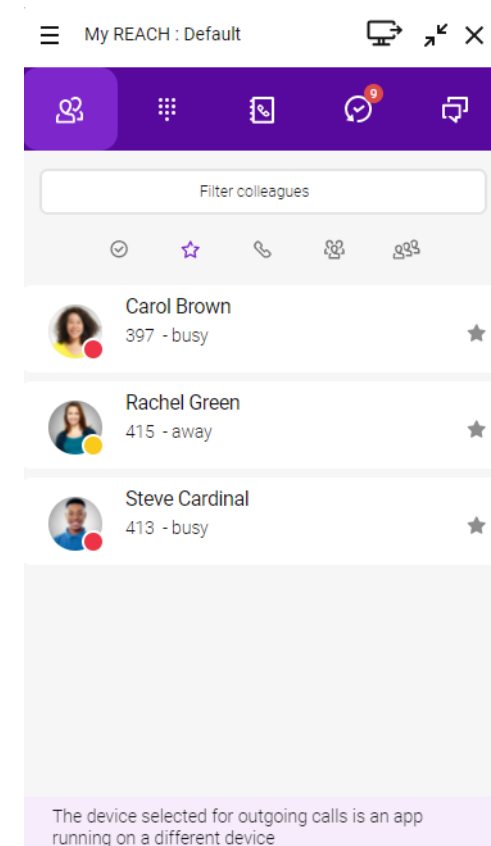 My REACH : Default
9
Filter colleagues
Carol Brown
397 - busy
Rachel Green
415 - away
Steve Cardinal
413 - busy
The device selected for outgoing calls is an app
running on a different device